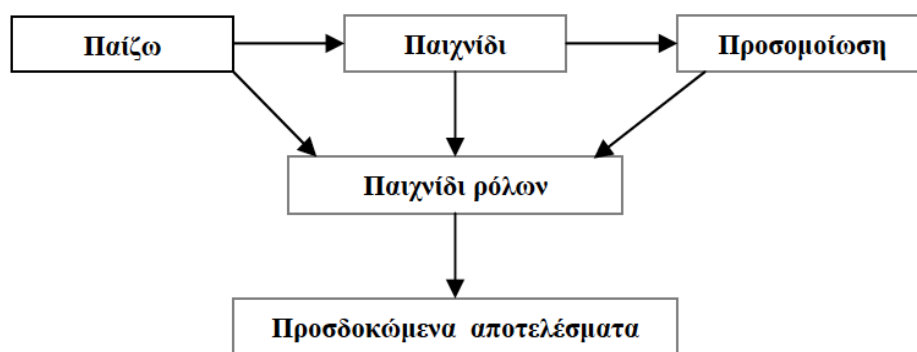 Παίζω
Παιχνίδι
Προσομοίωση
Παιχνίδι ρόλων
Προσδοκώμενα αποτελέσματα